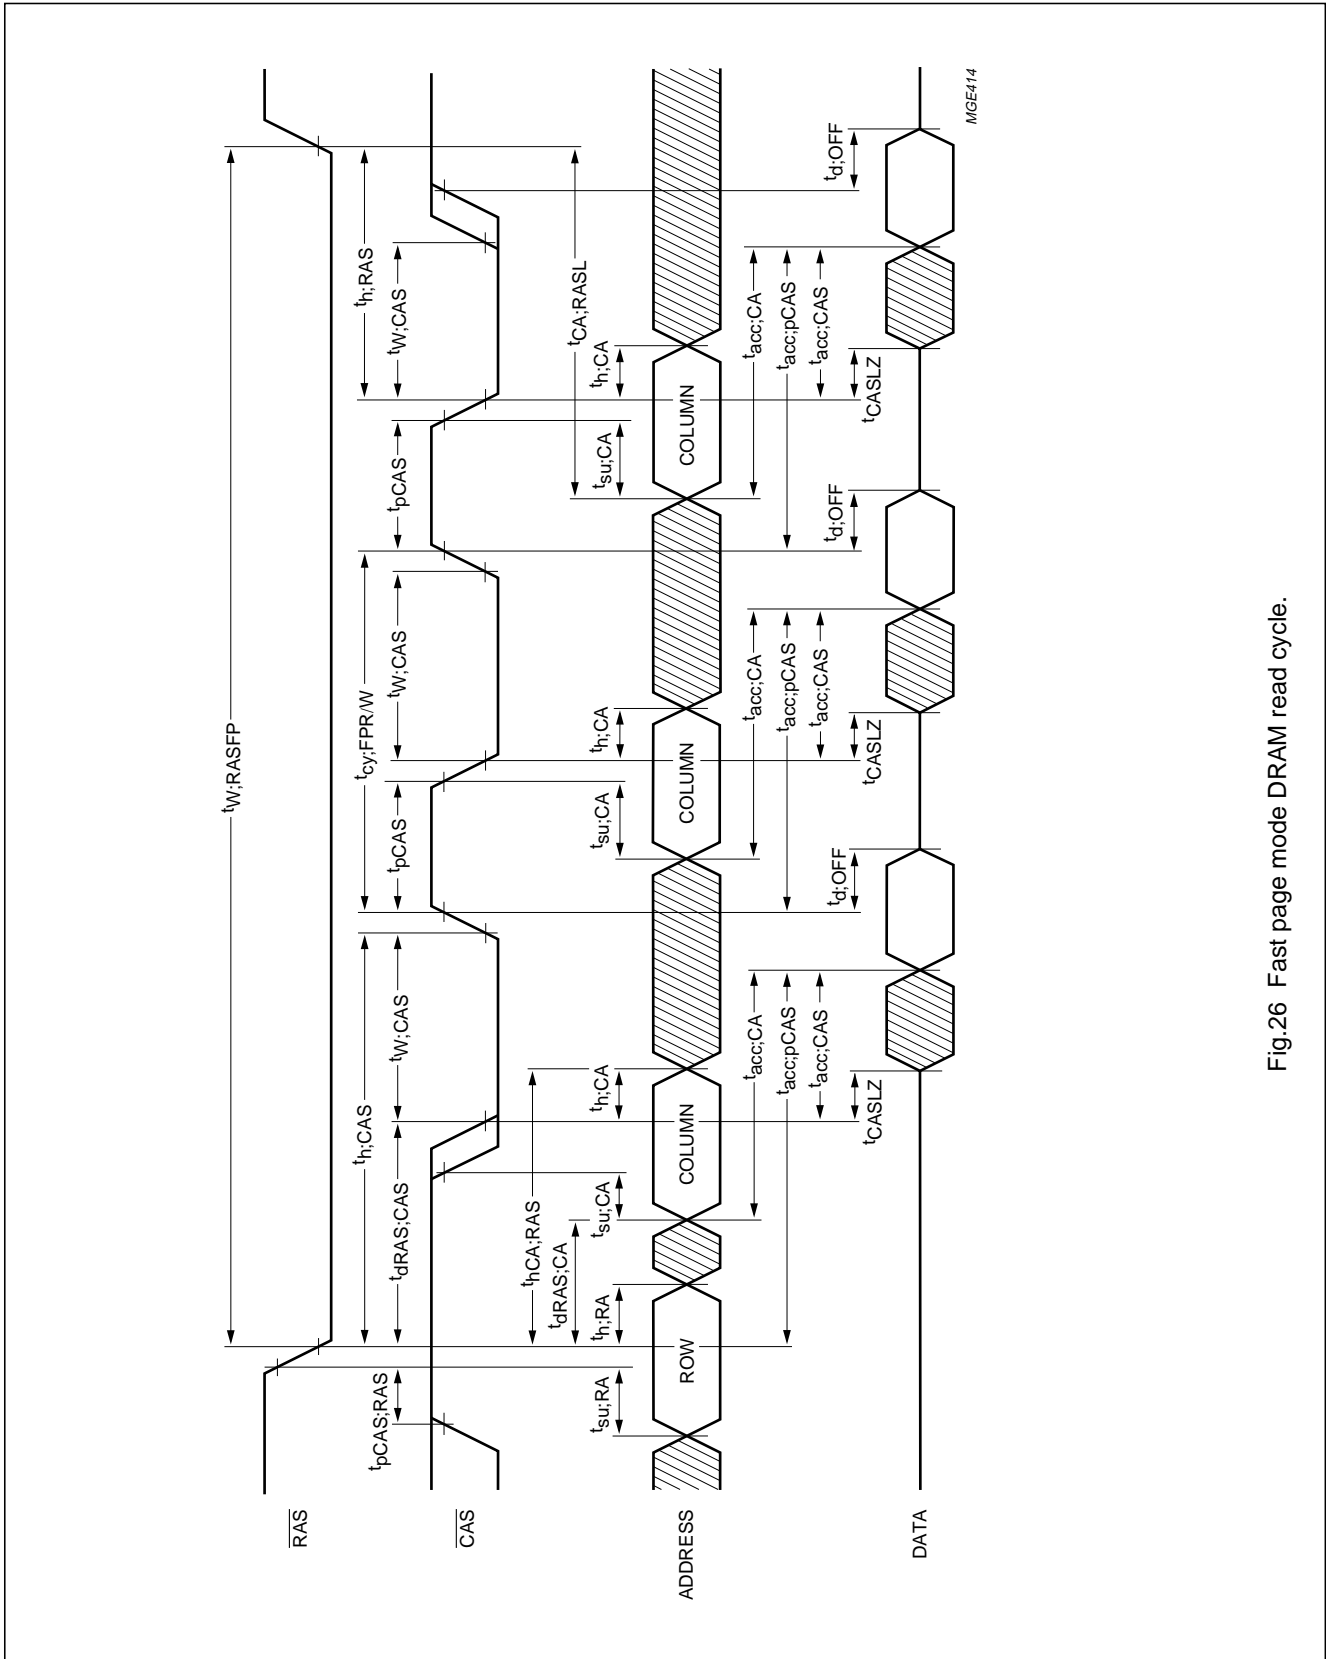 RAS
CAS
ADDRESS
DATA
tW;RASFP
th;CAS
tcy;FPR/W
th;RAS
tpCAS;RAS
tdRAS;CAS
tW;CAS
tpCAS
tW;CAS
tpCAS
tW;CAS
thCA;RAS
tdRAS;CA
tCA;RASL
tsu;RA
th;RA
tsu;CA
th;CA
tsu;CA
th;CA
tsu;CA
th;CA
ROW
COLUMN
COLUMN
COLUMN
tacc;CA
tacc;CA
tacc;CA
tacc;pCAS
tacc;pCAS
tacc;pCAS
tacc;CAS
tacc;CAS
tacc;CAS
tCASLZ
td;OFF
tCASLZ
td;OFF
tCASLZ
td;OFF
MGE414
Fig.26 Fast page mode DRAM read cycle.